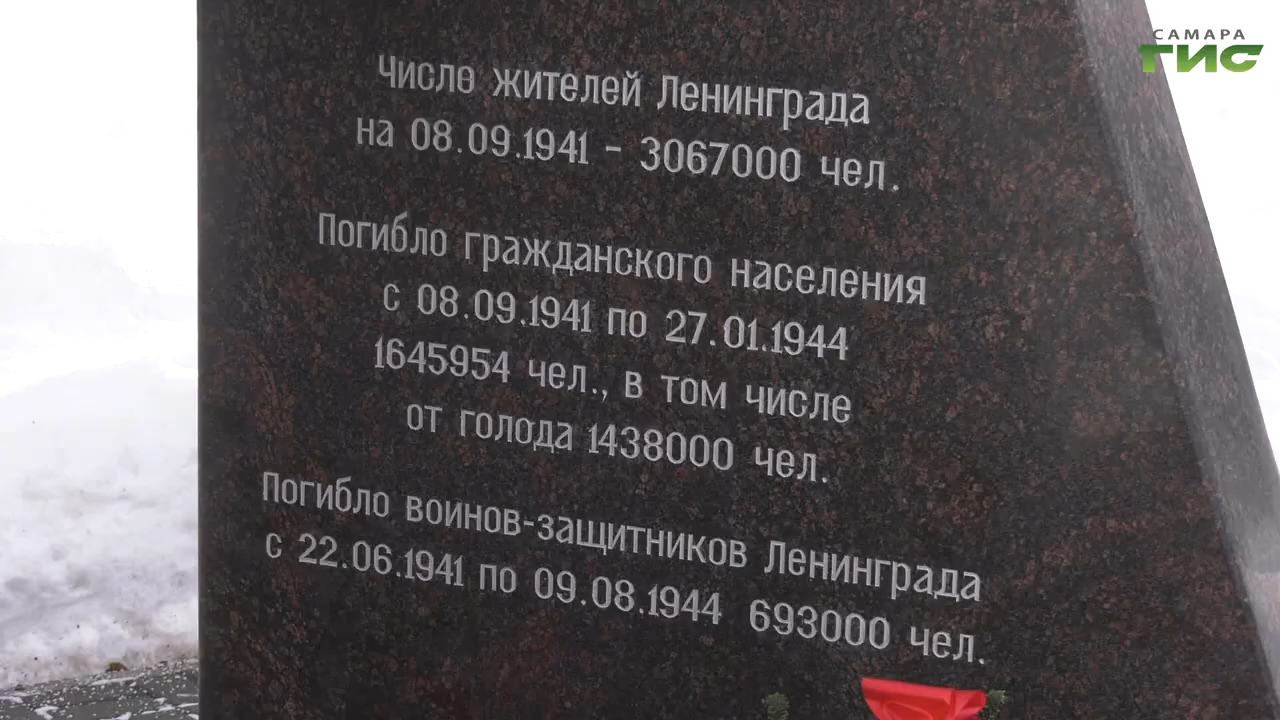 САМАРА
ГИС
Число жителей Ленинграда
на 08.09.1941 – 3067000 чел.
Погибло гражданского населения
с 08.09.1941 по 27.01.1944
1645954 чел., в том числе
от голода 1438000 чел.
Погибло воинов-защитников Ленинграда
с 22.06.1941 по 09.08.1944 693000 чел.